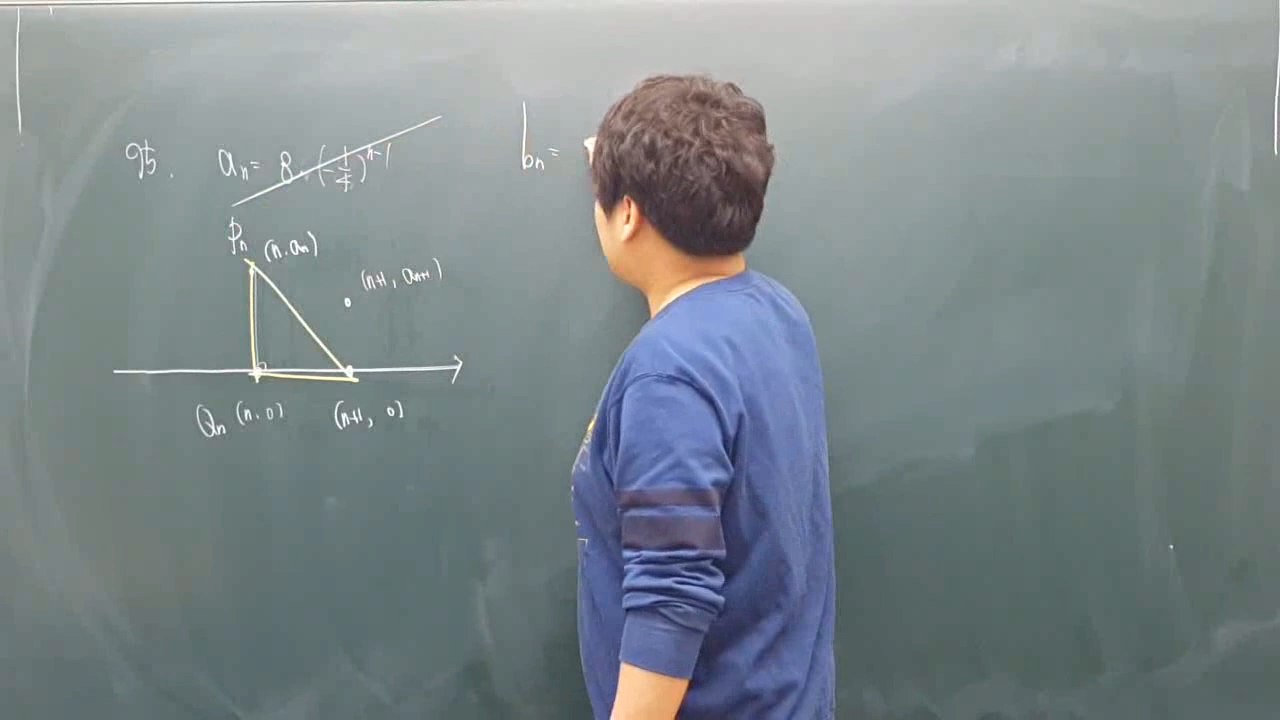 95. aₙ= 8·(-1/4)ⁿ⁻¹
Pₙ (n, aₙ)
(n+1, aₙ₊₁)
Qₙ (n, 0) (n+1, 0)
bₙ=